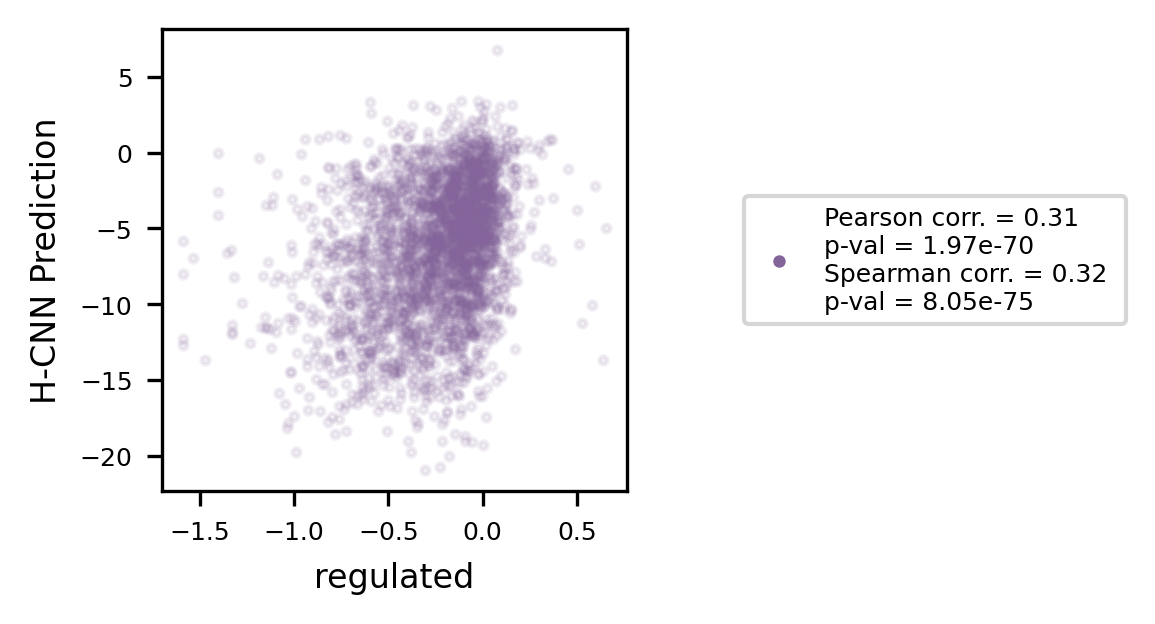 H-CNN Prediction
5
0
−5
−10
−15
−20
−1.5
−1.0
−0.5
0.0
0.5
regulated
Pearson corr. = 0.31
p-val = 1.97e-70
Spearman corr. = 0.32
p-val = 8.05e-75